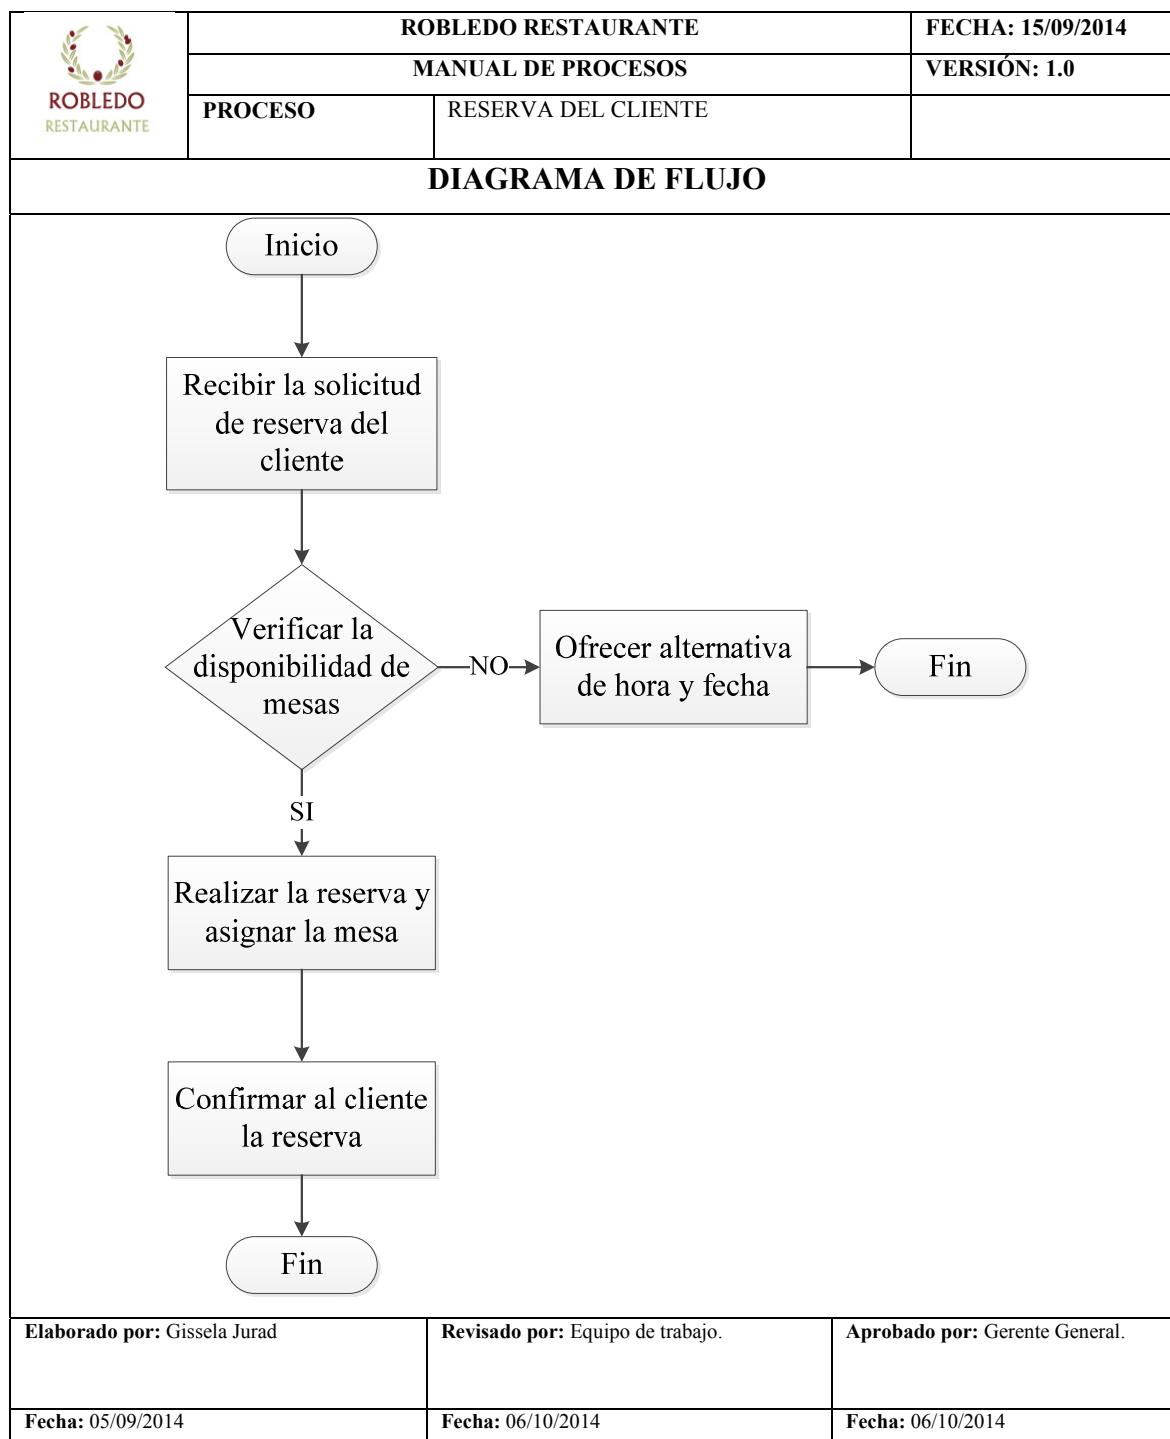 ROBLEDO
RESTAURANTE
ROBLEDO RESTAURANTE
FECHA: 15/09/2014
MANUAL DE PROCESOS
VERSIÓN: 1.0
PROCESO
RESERVA DEL CLIENTE
DIAGRAMA DE FLUJO
Inicio
Recibir la solicitud
de reserva del
cliente
Verificar la
disponibilidad de
mesas
NO
Ofrecer alternativa
de hora y fecha
Fin
SI
Realizar la reserva y
asignar la mesa
Confirmar al cliente
la reserva
Fin
Elaborado por: Gissela Jurad
Revisado por: Equipo de trabajo.
Aprobado por: Gerente General.
Fecha: 05/09/2014
Fecha: 06/10/2014
Fecha: 06/10/2014